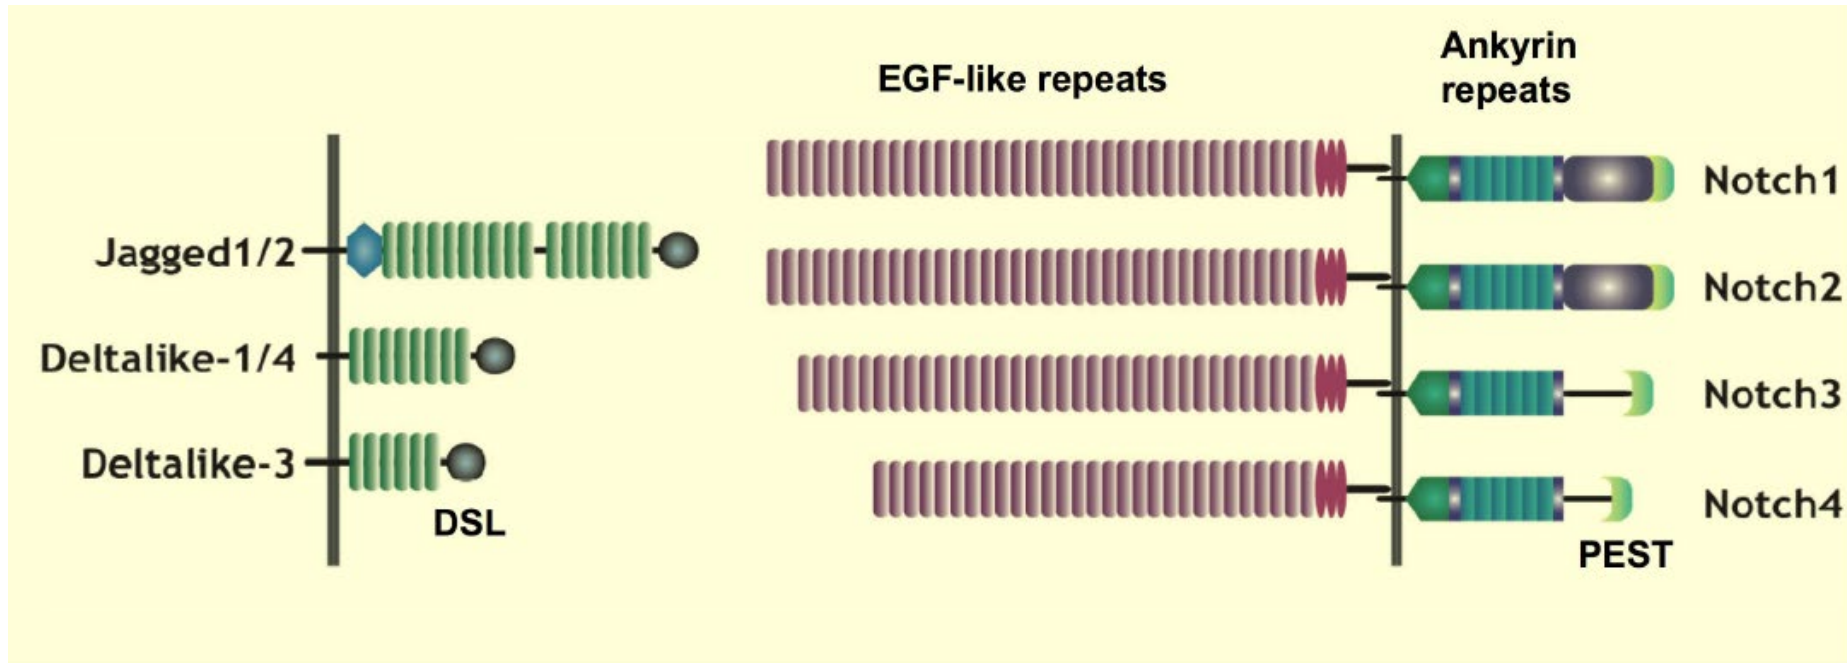 EGF-like repeats
Ankyrin
repeats
Jagged1/2
Deltalike-1/4
Deltalike-3
DSL
Notch1
Notch2
Notch3
Notch4
PEST